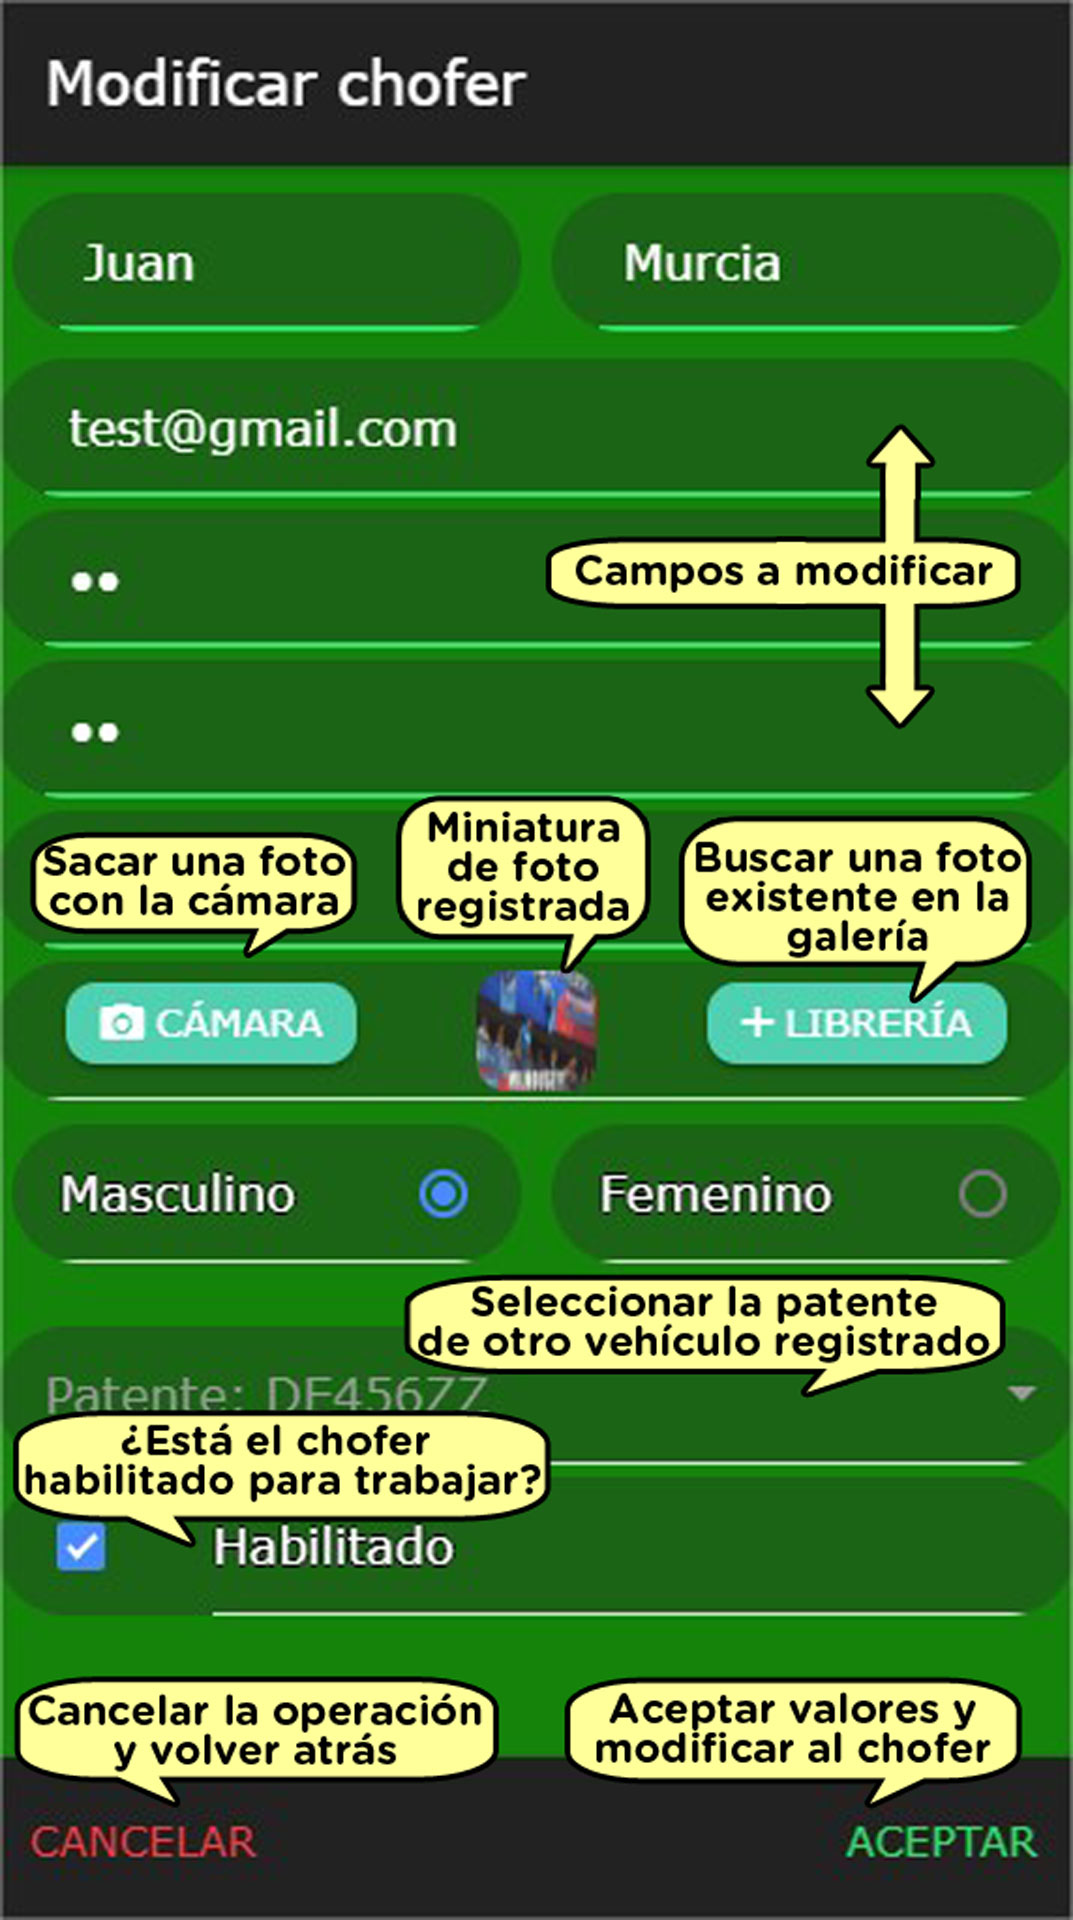 Modificar chofer
Juan
Murcia
test@gmail.com
Campos a modificar
Sacar una foto
con la cámara
Miniatura
de foto
registrada
Buscar una foto
existente en la
galería
CÁMARA
+ LIBRERÍA
Masculino
Femenino
Seleccionar la patente
de otro vehículo registrado
Patente:
¿Está el chofer
habilitado para trabajar?
Habilitado
Cancelar la operación
y volver atrás
Aceptar valores y
modificar al chofer
CANCELAR
ACEPTAR